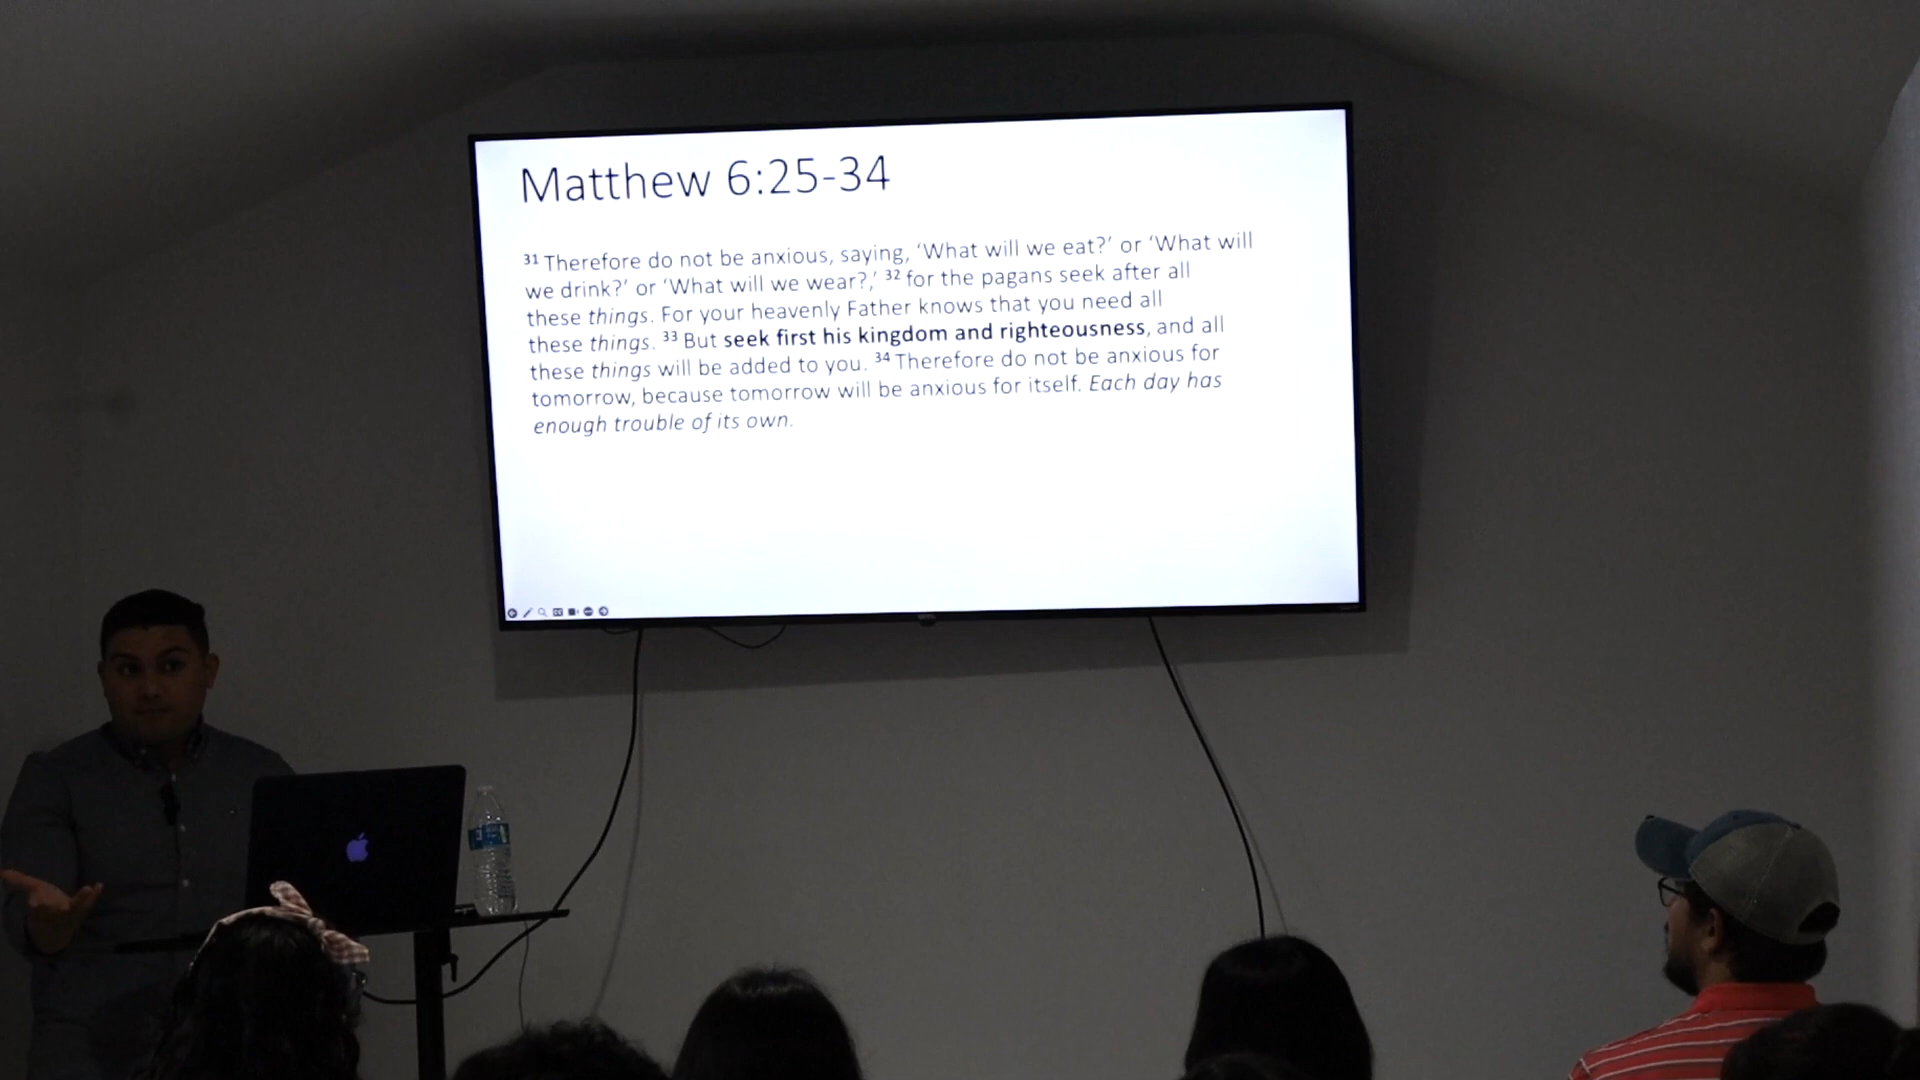 Matthew 6:25-34
³¹ Therefore do not be anxious, saying, ‘What will we eat?’ or ‘What will
we drink?’ or ‘What will we wear?,’ ³² for the pagans seek after all
these things. For your heavenly Father knows that you need all
these things. ³³ But seek first his kingdom and righteousness, and all
these things will be added to you. ³⁴ Therefore do not be anxious for
tomorrow, because tomorrow will be anxious for itself. Each day has
enough trouble of its own.